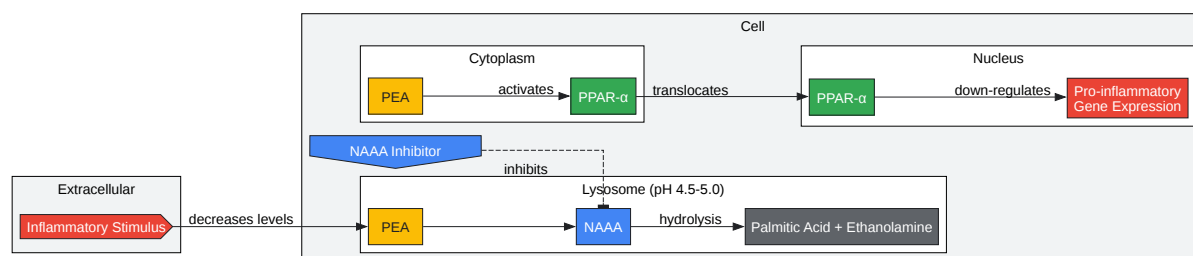 Cell
Cytoplasm
Nucleus
PEA
activates
PPAR-α
translocates
PPAR-α
down-regulates
Pro-inflammatory
Gene Expression
NAAA Inhibitor
inhibits
Extracellular
Lysosome (pH 4.5-5.0)
Inflammatory Stimulus
decreases levels
PEA
NAAA
hydrolysis
Palmitic Acid + Ethanolamine